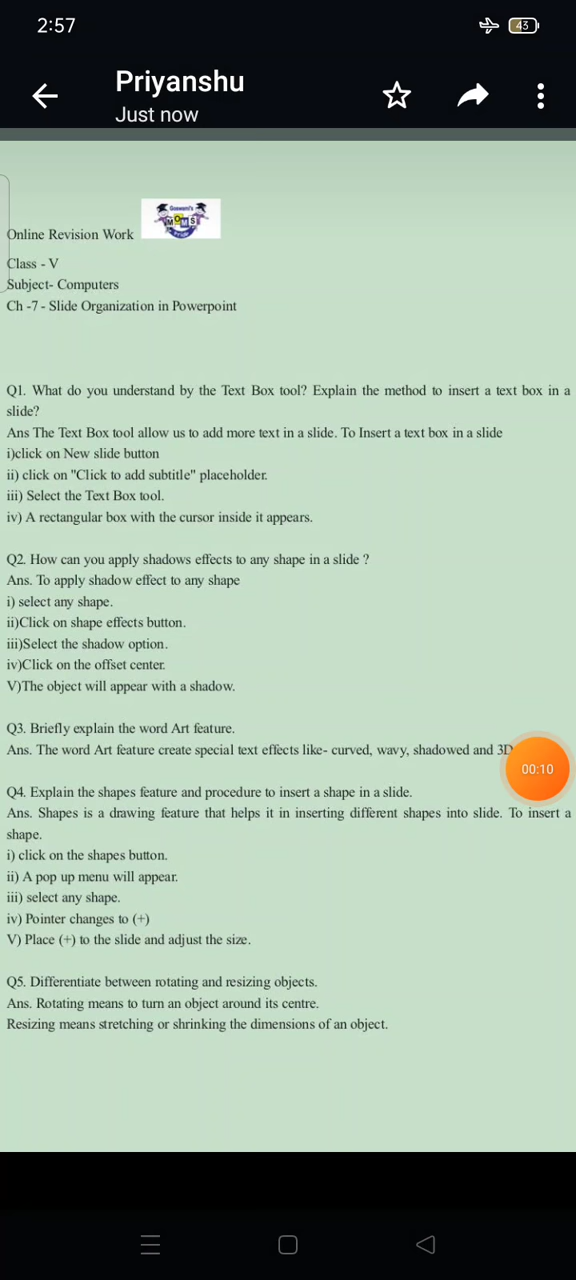 2:57
43
Priyanshu
Just now
Goswami's
MOMS
PRIDE
Online Revision Work
Class - V
Subject- Computers
Ch -7 - Slide Organization in Powerpoint
Q1. What do you understand by the Text Box tool? Explain the method to insert a text box in a
slide?
Ans The Text Box tool allow us to add more text in a slide. To Insert a text box in a slide
i)click on New slide button
ii) click on "Click to add subtitle" placeholder.
iii) Select the Text Box tool.
iv) A rectangular box with the cursor inside it appears.
Q2. How can you apply shadows effects to any shape in a slide ?
Ans. To apply shadow effect to any shape
i) select any shape.
ii)Click on shape effects button.
iii)Select the shadow option.
iv)Click on the offset center.
V)The object will appear with a shadow.
Q3. Briefly explain the word Art feature.
Ans. The word Art feature create special text effects like- curved, wavy, shadowed and 3D
00:10
Q4. Explain the shapes feature and procedure to insert a shape in a slide.
Ans. Shapes is a drawing feature that helps it in inserting different shapes into slide. To insert a
shape.
i) click on the shapes button.
ii) A pop up menu will appear.
iii) select any shape.
iv) Pointer changes to (+)
V) Place (+) to the slide and adjust the size.
Q5. Differentiate between rotating and resizing objects.
Ans. Rotating means to turn an object around its centre.
Resizing means stretching or shrinking the dimensions of an object.